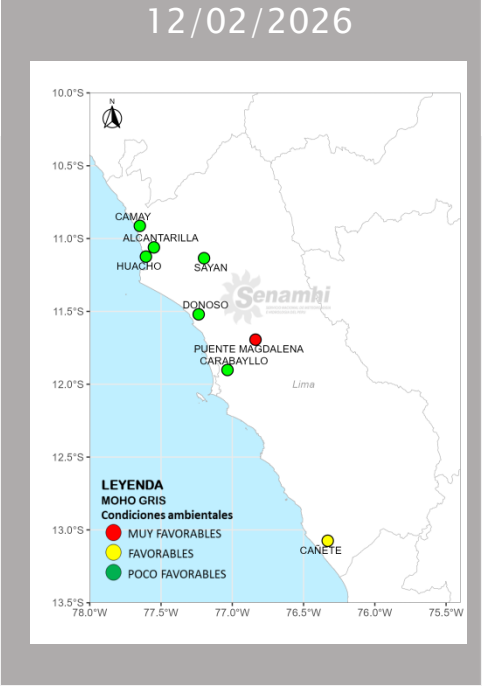 12/02/2026
10.0°S
N
10.5°S
CAMAY
11.0°S
ALCANTARILLA
HUACHO
SAYAN
Senamhi
DONOSO
11.5°S
PUENTE MAGDALENA
CARABAYLLO
12.0°S
Lima
12.5°S
LEYENDA
MOHO GRIS
Condiciones ambientales
MUY FAVORABLES
FAVORABLES
POCO FAVORABLES
13.0°S
CAÑETE
13.5°S
78.0°W
77.5°W
77.0°W
76.5°W
76.0°W
75.5°W